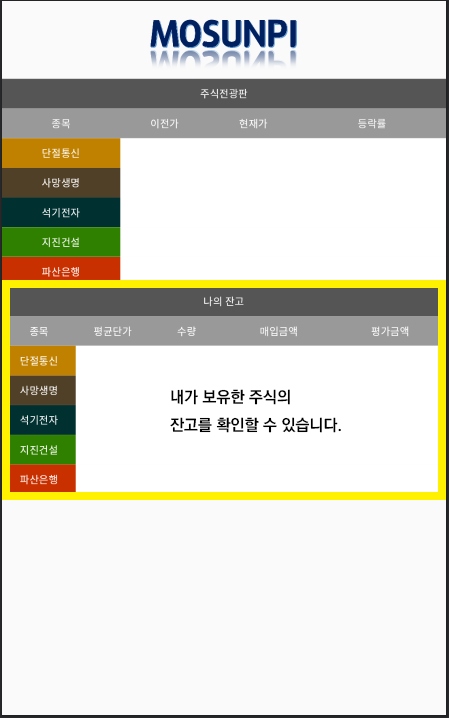 MOSUNPI
주식전광판
종목 이전가 현재가 등락률
단절통신
사망생명
석기전자
지진건설
파산은행
나의 잔고
종목 평균단가 수량 매입금액 평가금액
단절통신
사망생명
석기전자
지진건설
파산은행
내가 보유한 주식의
잔고를 확인할 수 있습니다.